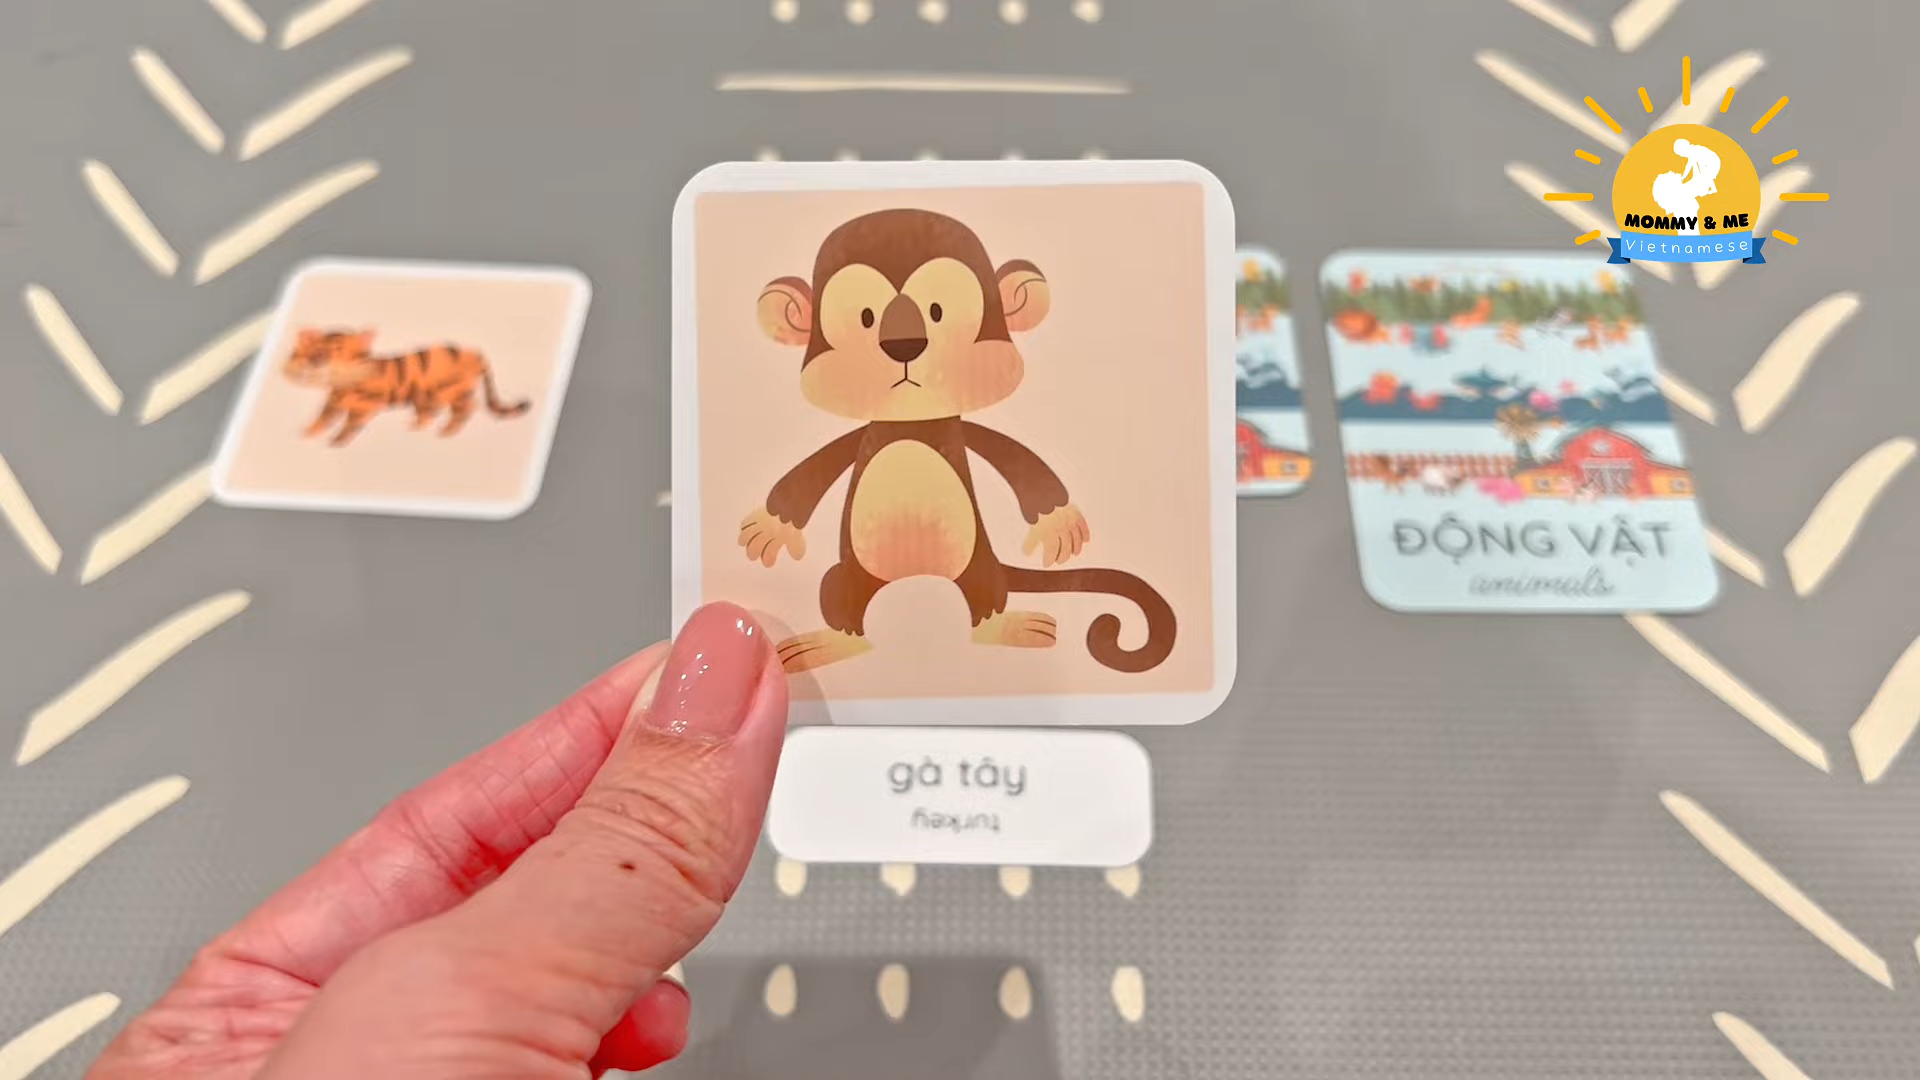 MOMMY & ME
Vietnamese
ĐỘNG VẬT
animals
gà tây
turkey